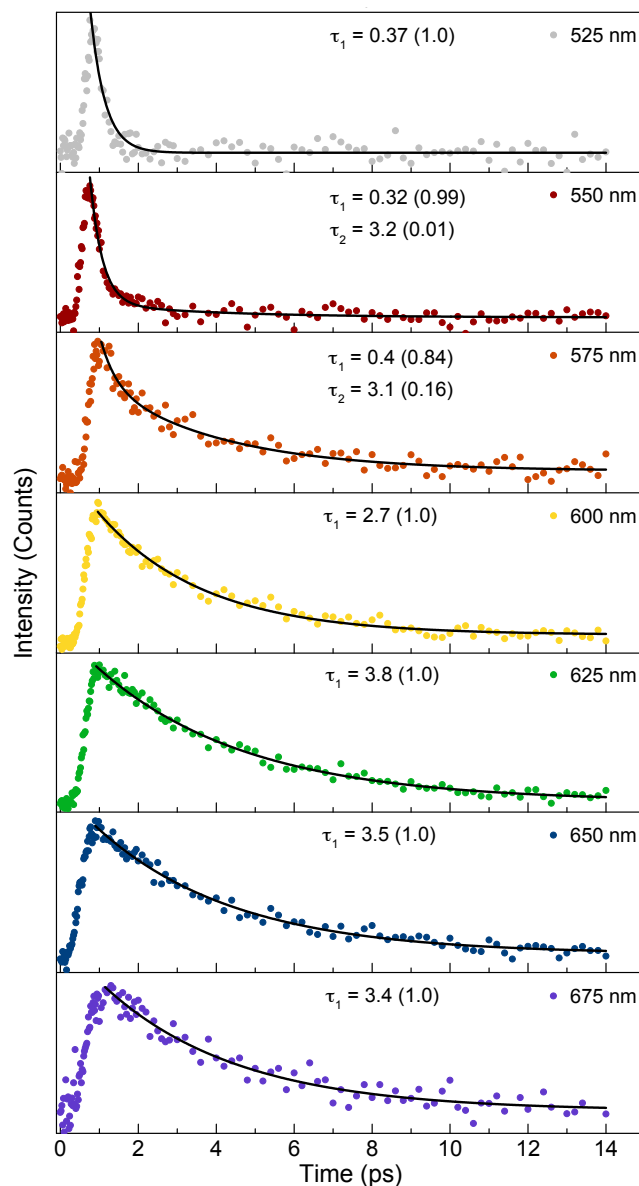 τ1 = 0.37 (1.0)
525 nm
τ1 = 0.32 (0.99)
550 nm
τ2 = 3.2 (0.01)
τ1 = 0.4 (0.84)
575 nm
τ2 = 3.1 (0.16)
τ1 = 2.7 (1.0)
600 nm
τ1 = 3.8 (1.0)
625 nm
τ1 = 3.5 (1.0)
650 nm
τ1 = 3.4 (1.0)
675 nm
Intensity (Counts)
0 2 4 6 8 10 12 14
Time (ps)